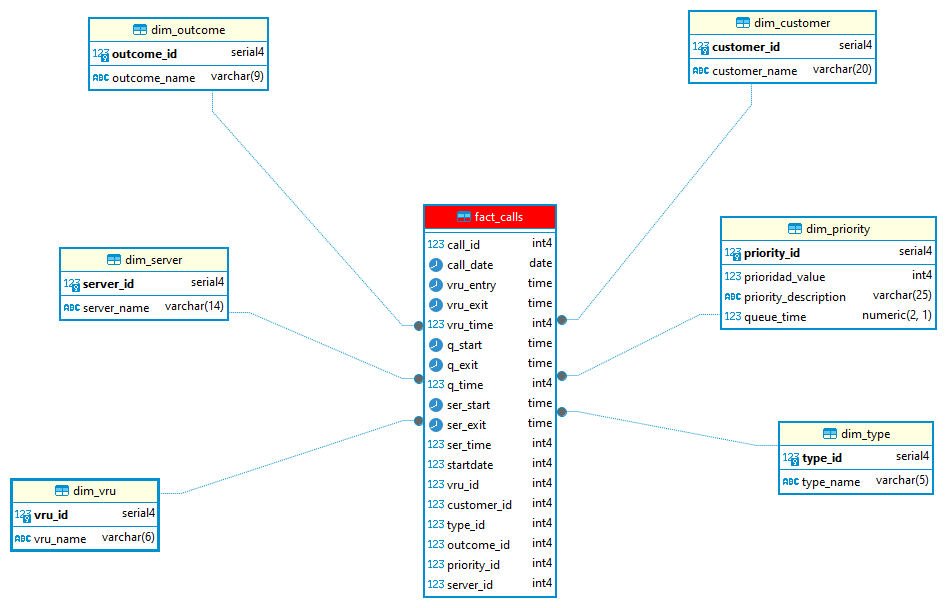 dim_outcome
123 outcome_id serial4
ABC outcome_name varchar(9)
dim_customer
123 customer_id serial4
ABC customer_name varchar(20)
dim_server
123 server_id serial4
ABC server_name varchar(14)
fact_calls
123 call_id int4
call_date date
vru_entry time
vru_exit time
123 vru_time int4
q_start time
q_exit time
123 q_time int4
ser_start time
ser_exit time
123 ser_time int4
123 startdate int4
123 vru_id int4
123 customer_id int4
123 type_id int4
123 outcome_id int4
123 priority_id int4
123 server_id int4
dim_priority
123 priority_id serial4
123 prioridad_value int4
ABC priority_description varchar(25)
123 queue_time numeric(2, 1)
dim_type
123 type_id serial4
ABC type_name varchar(5)
dim_vru
123 vru_id serial4
ABC vru_name varchar(6)